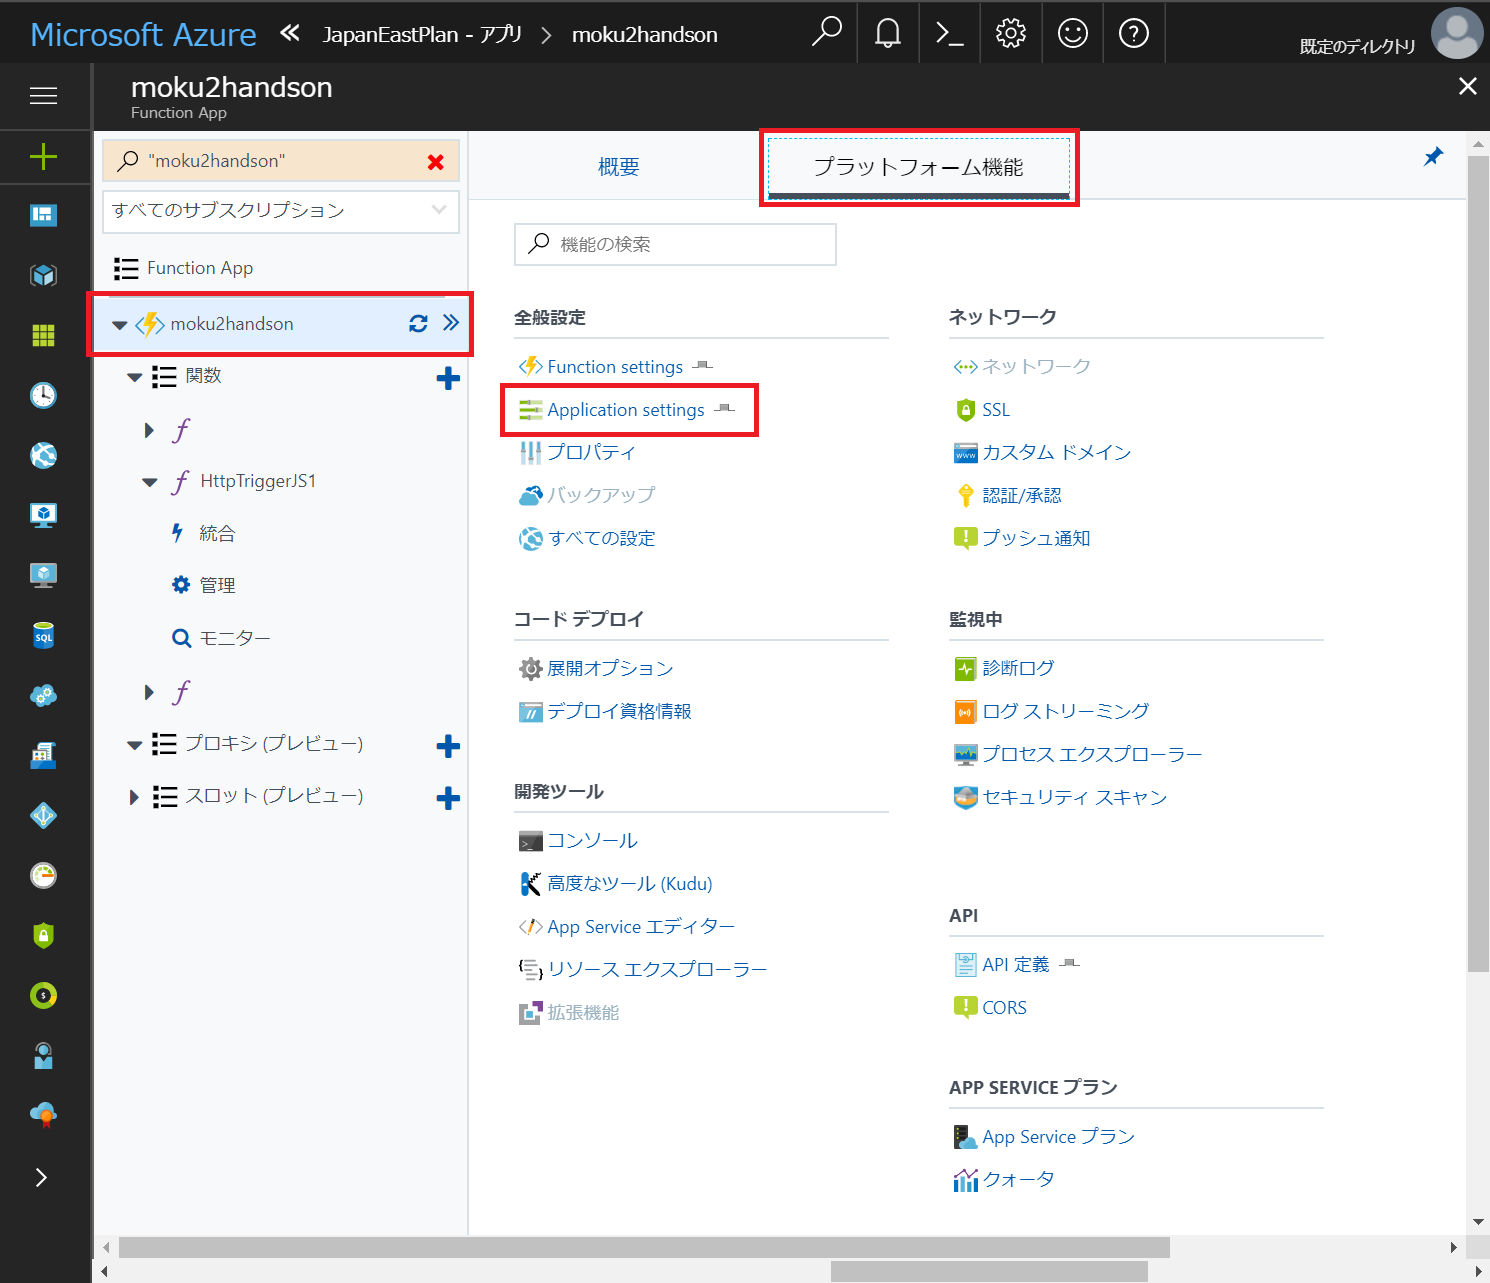 Microsoft Azure
JapanEastPlan - アプリ
moku2handson
既定のディレクトリ
moku2handson
Function App
"moku2handson"
すべてのサブスクリプション
Function App
moku2handson
関数
f
f HttpTriggerJS1
統合
管理
モニター
f
プロキシ (プレビュー)
スロット (プレビュー)
概要
プラットフォーム機能
機能の検索
全般設定
Function settings
Application settings
プロパティ
バックアップ
すべての設定
コード デプロイ
展開オプション
デプロイ資格情報
開発ツール
コンソール
高度なツール (Kudu)
App Service エディター
リソース エクスプローラー
拡張機能
ネットワーク
ネットワーク
SSL
カスタム ドメイン
認証/承認
プッシュ通知
監視中
診断ログ
ログ ストリーミング
プロセス エクスプローラー
セキュリティ スキャン
API
API 定義
CORS
APP SERVICE プラン
App Service プラン
クォータ